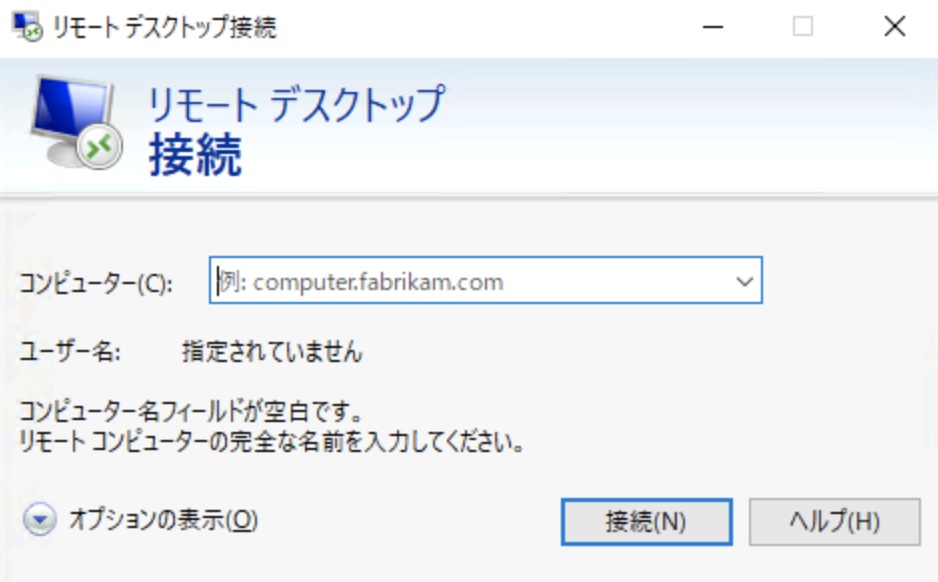 リモート デスクトップ接続
リモート デスクトップ
接続
コンピューター(C):
例: computer.fabrikam.com
ユーザー名: 指定されていません
コンピューター名フィールドが空白です。
リモート コンピューターの完全な名前を入力してください。
オプションの表示(O)
接続(N)
ヘルプ(H)